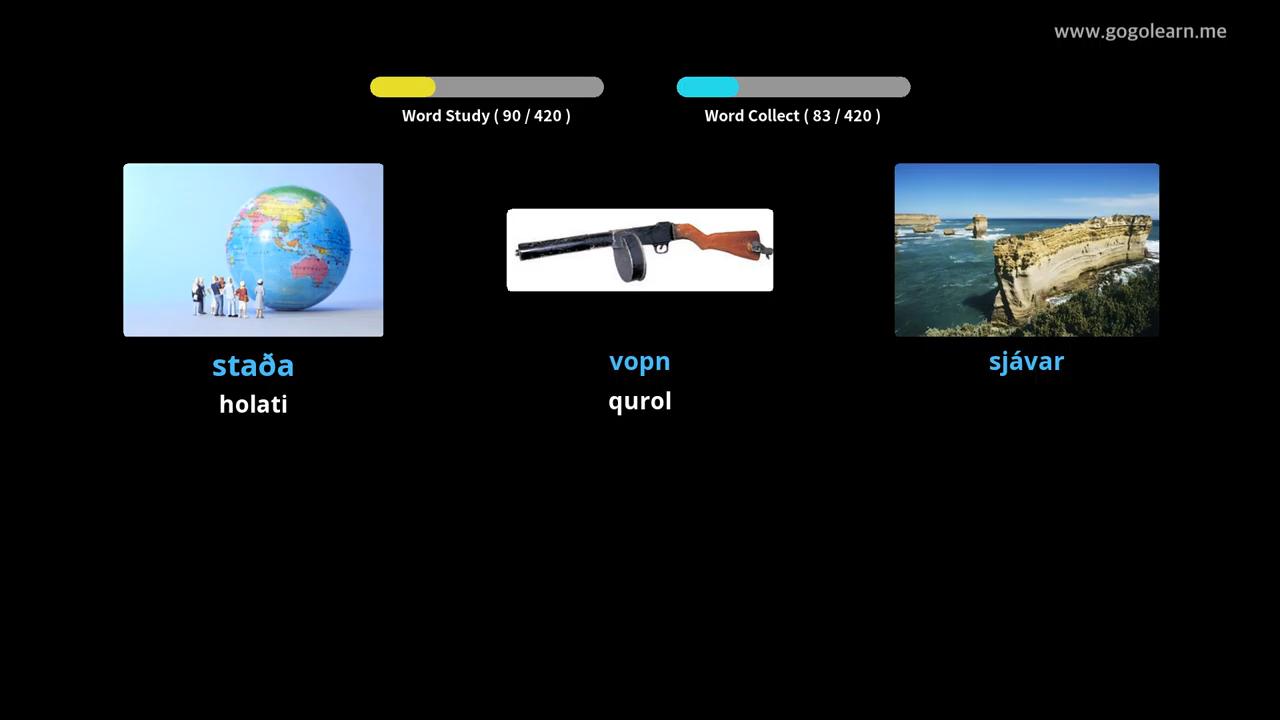 www.gogolearn.me
Word Study ( 90 / 420 )
Word Collect ( 83 / 420 )
staða
holati
vopn
qurol
sjávar